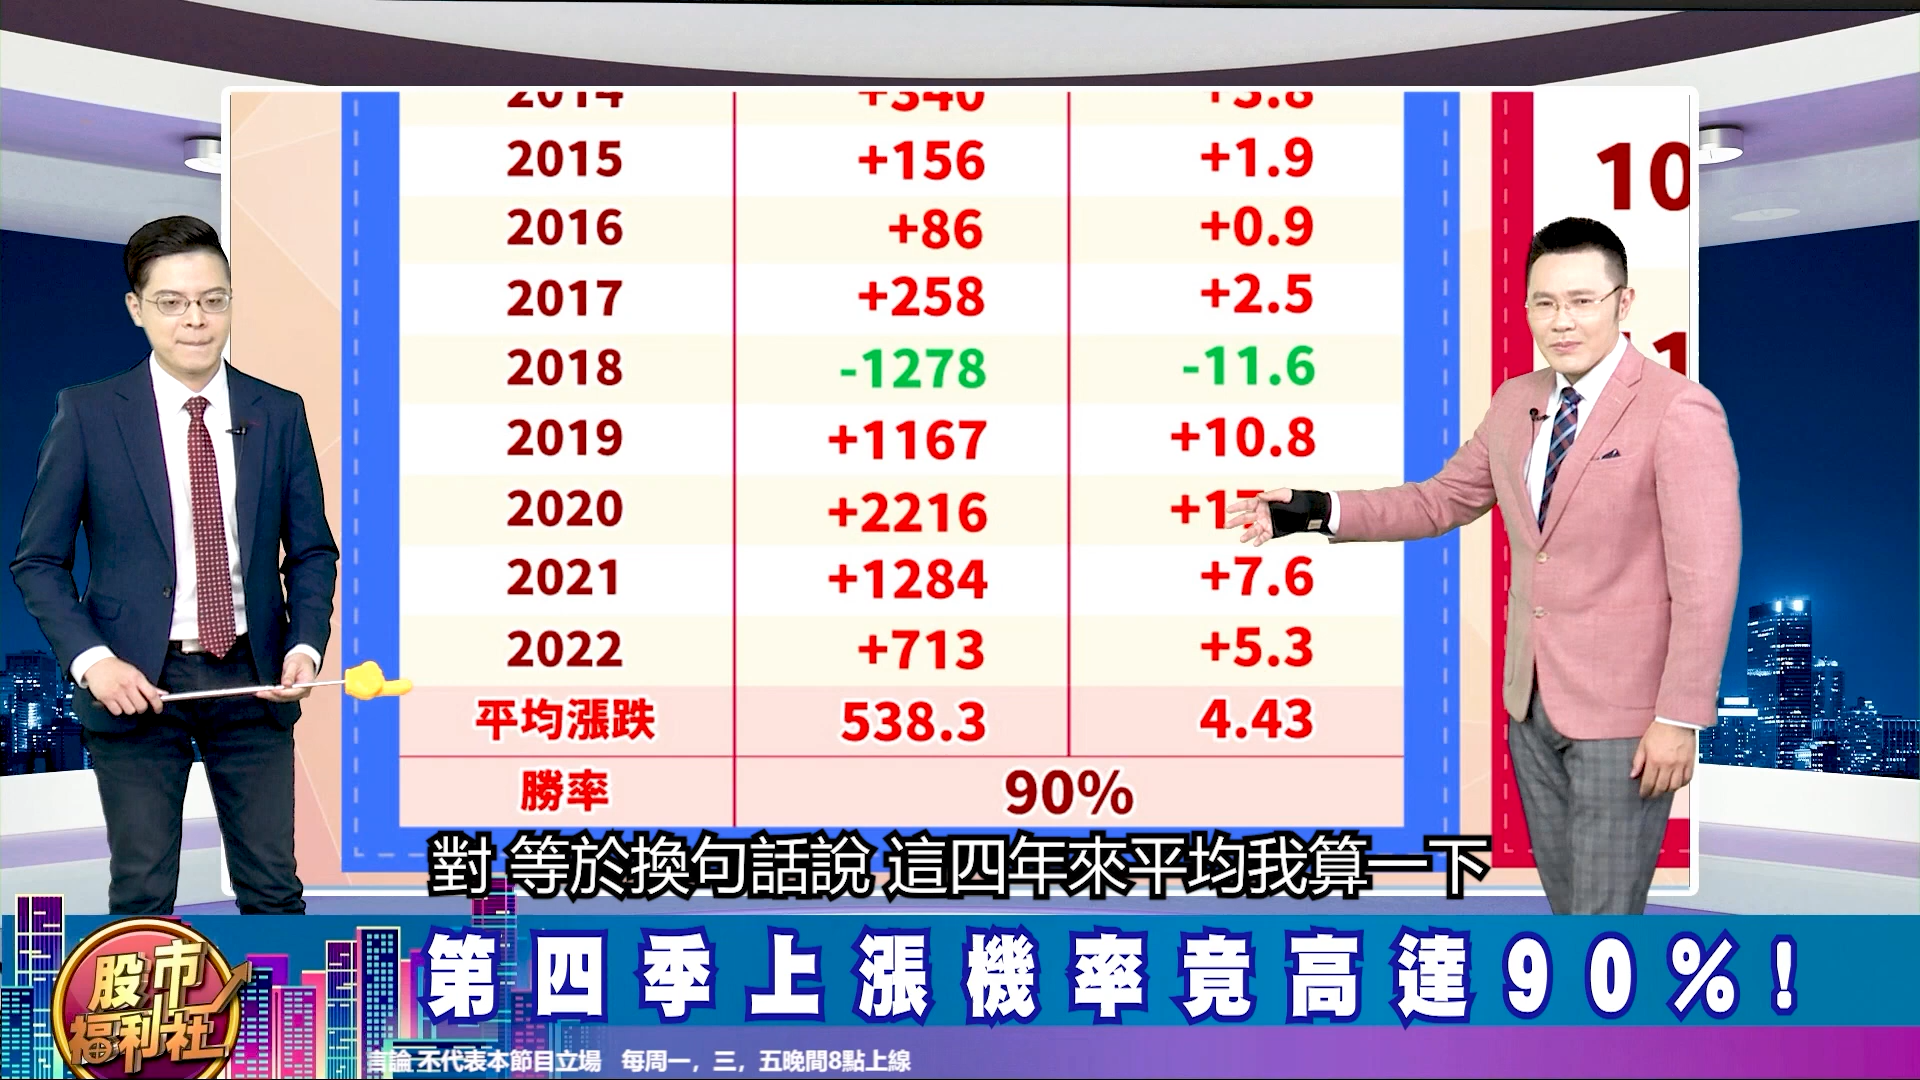 2014 +340 +3.8
2015 +156 +1.9
2016 +86 +0.9
2017 +258 +2.5
2018 -1278 -11.6
2019 +1167 +10.8
2020 +2216
2021 +1284 +7.6
2022 +713 +5.3
平均漲跌 538.3 4.43
勝率 90%
10
對 等於換句話說 這四年來平均我算一下
第四季上漲機率竟高達90%!
股市
福利社
言論 不代表本節目立場 每周一，三，五晚間8點上線